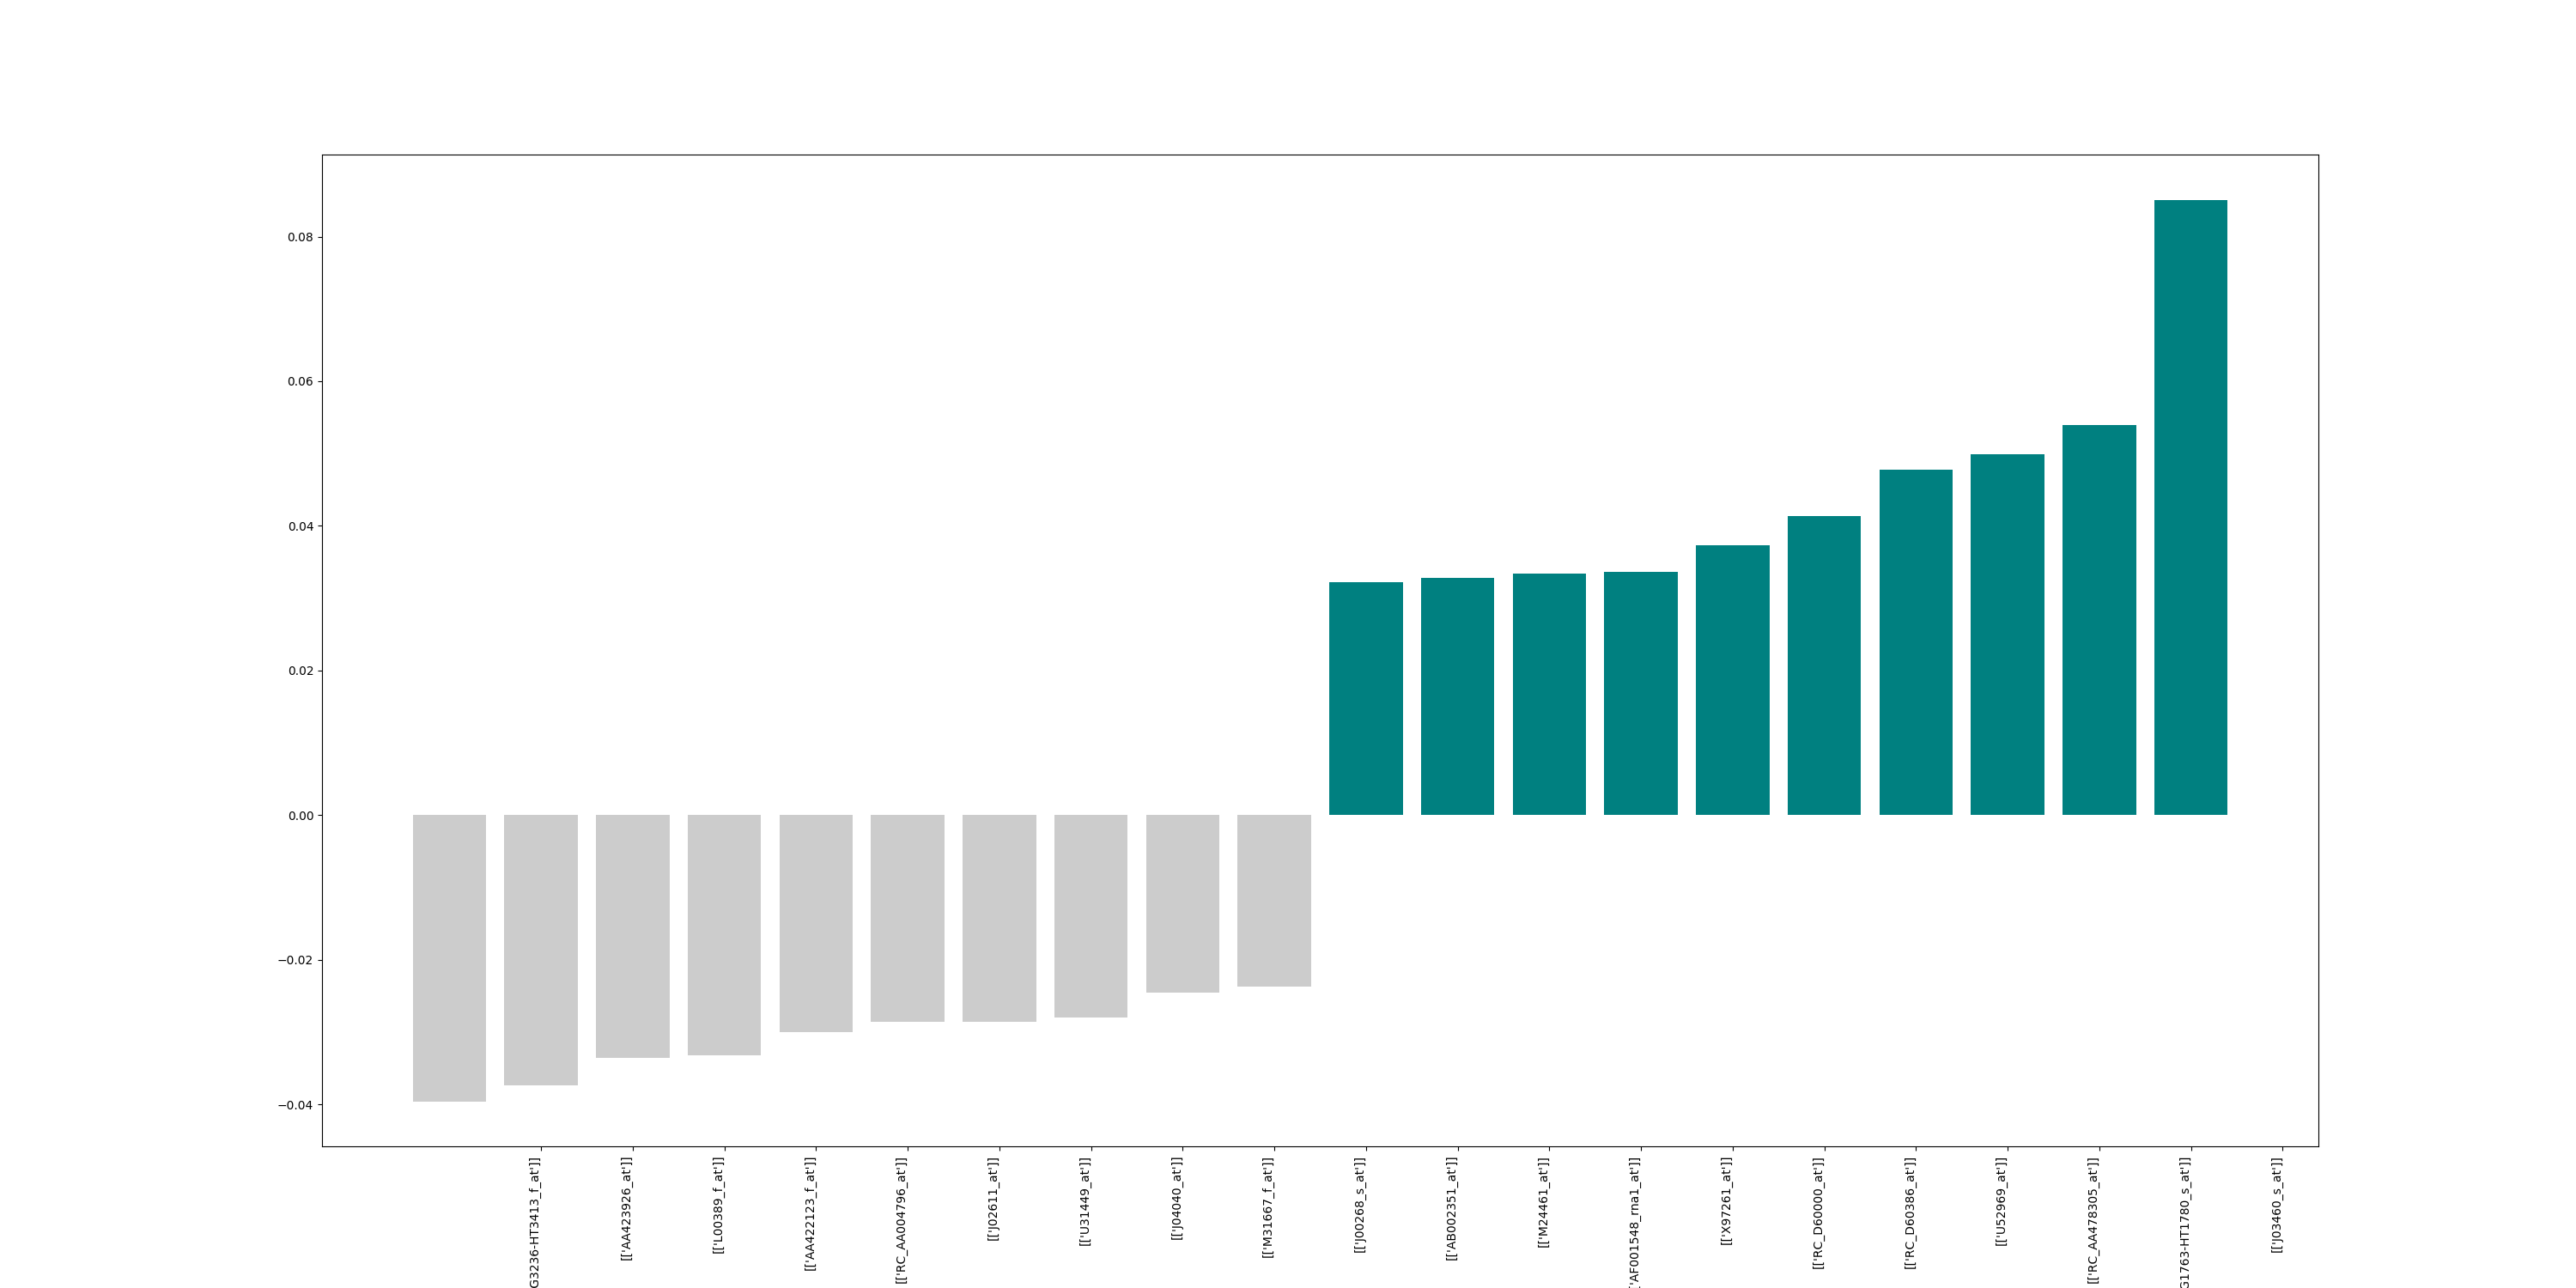 0.08
0.06
0.04
0.02
0.00
−0.02
−0.04
G3236-HT3413_f_at']]
[['AA423926_at']]
[['L00389_f_at']]
[['AA422123_f_at']]
[['RC_AA004796_at']]
[['J02611_at']]
[['U31449_at']]
[['J04040_at']]
[['M31667_f_at']]
[['J00268_s_at']]
[['AB002351_at']]
[['M24461_at']]
['AF001548_rna1_at']]
[['X97261_at']]
[['RC_D60000_at']]
[['RC_D60386_at']]
[['U52969_at']]
[['RC_AA478305_at']]
G1763-HT1780_s_at']]
[['J03460_s_at']]